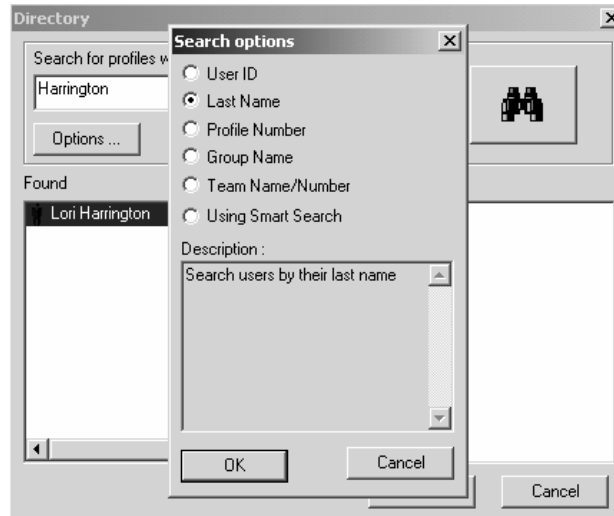 Directory
Search for profiles w
Harrington
Options ...
Found
Lori Harrington
Cancel
Search options
User ID
Last Name
Profile Number
Group Name
Team Name/Number
Using Smart Search
Description :
Search users by their last name
OK
Cancel